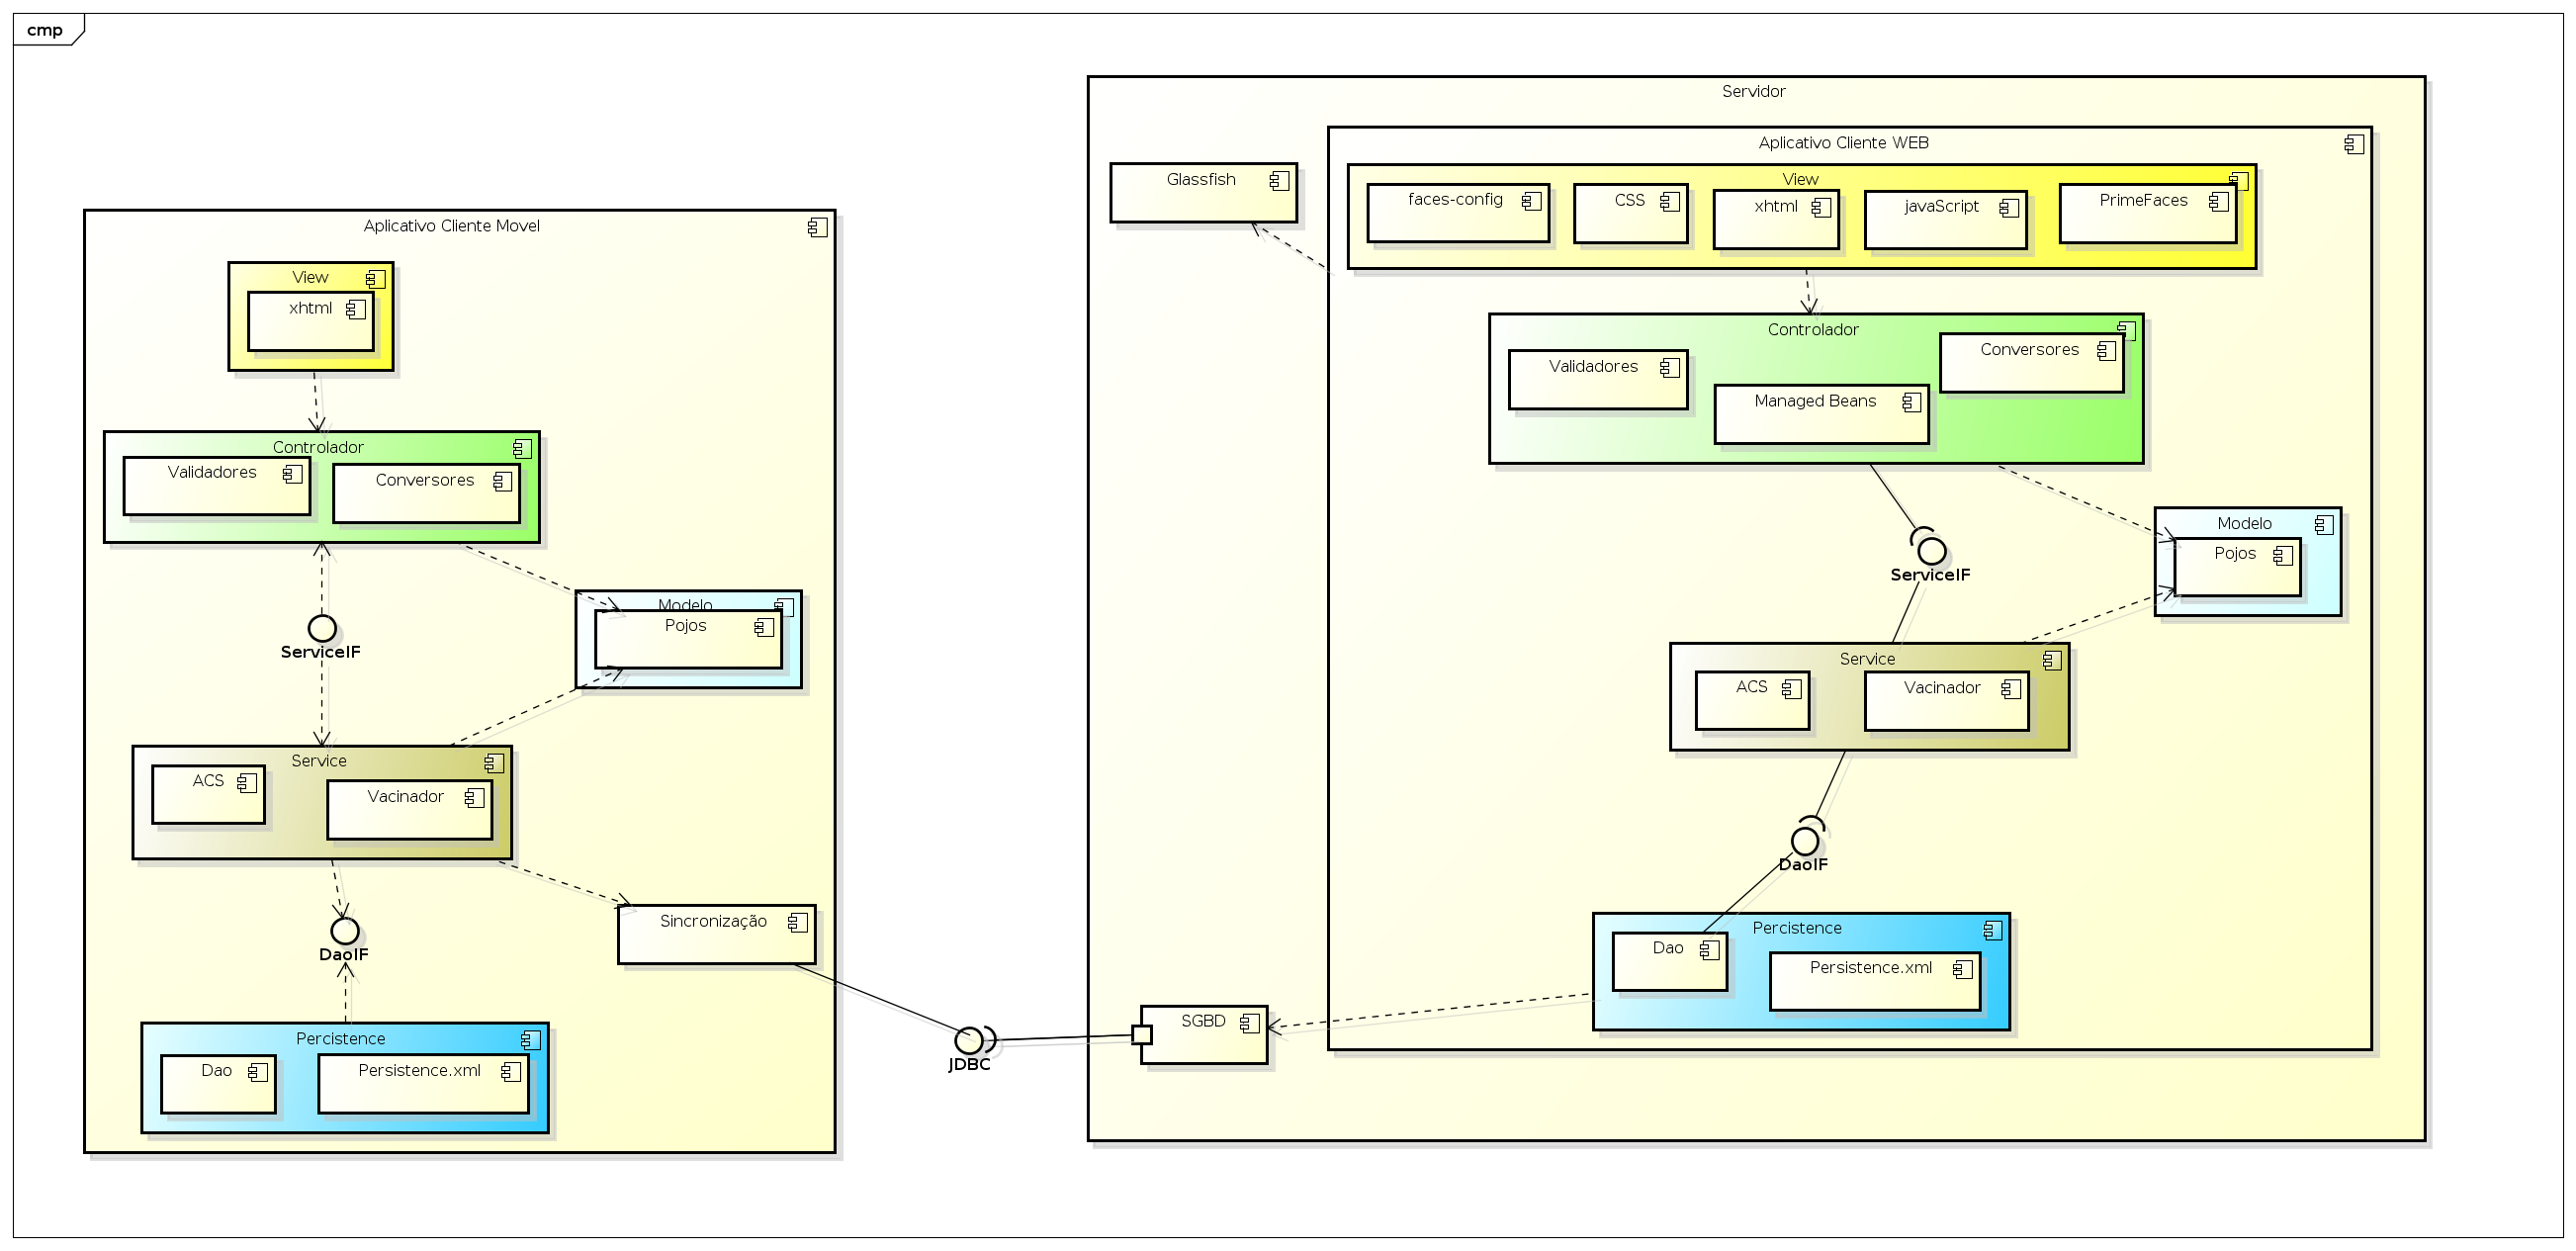 cmp
Aplicativo Cliente Movel
View
xhtml
Controlador
Validadores
Conversores
ServiceIF
Modelo
Pojos
Service
ACS
Vacinador
DaoIF
Sincronização
Percistence
Dao
Persistence.xml
JDBC
Servidor
Glassfish
Aplicativo Cliente WEB
View
faces-config
CSS
xhtml
javaScript
PrimeFaces
Controlador
Validadores
Managed Beans
Conversores
ServiceIF
Modelo
Pojos
Service
ACS
Vacinador
DaoIF
Percistence
Dao
Persistence.xml
SGBD